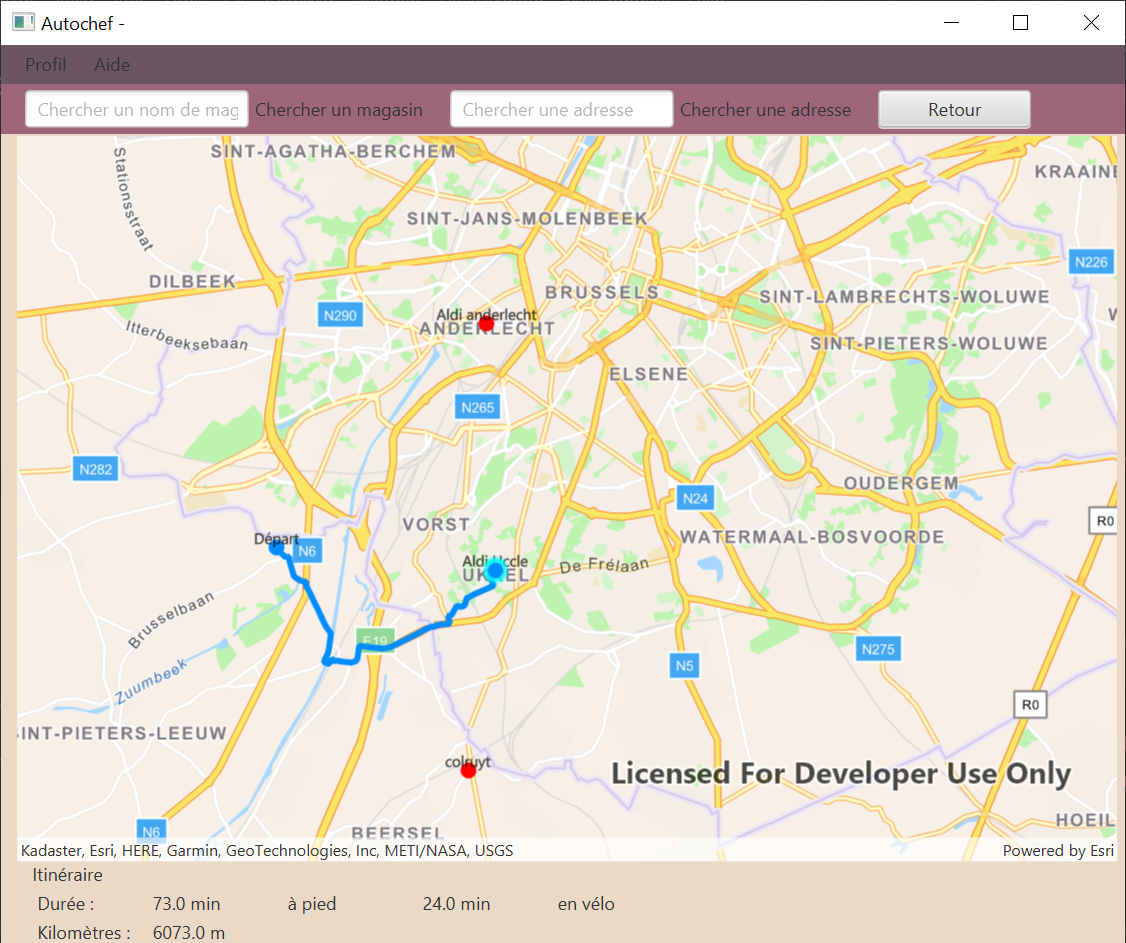 Autochef -
Profil Aide
Chercher un nom de mag Chercher un magasin Chercher une adresse Chercher une adresse Retour
SINT-AGATHA-BERCHEM
Stationsstraat
KRAAINE
SINT-JANS-MOLENBEEK
N226
DILBEEK
BRUSSELS
SINT-LAMBRECHTS-WOLUWE
N290
Aldi anderlecht
ANDERLECHT
Itterbeeksebaan
W
SINT-PIETERS-WOLUWE
ELSENE
N265
N282
OUDERGEM
N24
VORST
R0
Départ
N6
WATERMAAL-BOSVOORDE
Aldi Uccle
De Frélaan
Brusselbaan
E19
N275
N5
Zuumbeek
R0
INT-PIETERS-LEEUW
colruyt
Licensed For Developer Use Only
N6
BEERSEL
HOEIL
Kadaster, Esri, HERE, Garmin, GeoTechnologies, Inc, METI/NASA, USGS Powered by Esri
Itinéraire
Durée : 73.0 min à pied 24.0 min en vélo
Kilomètres : 6073.0 m